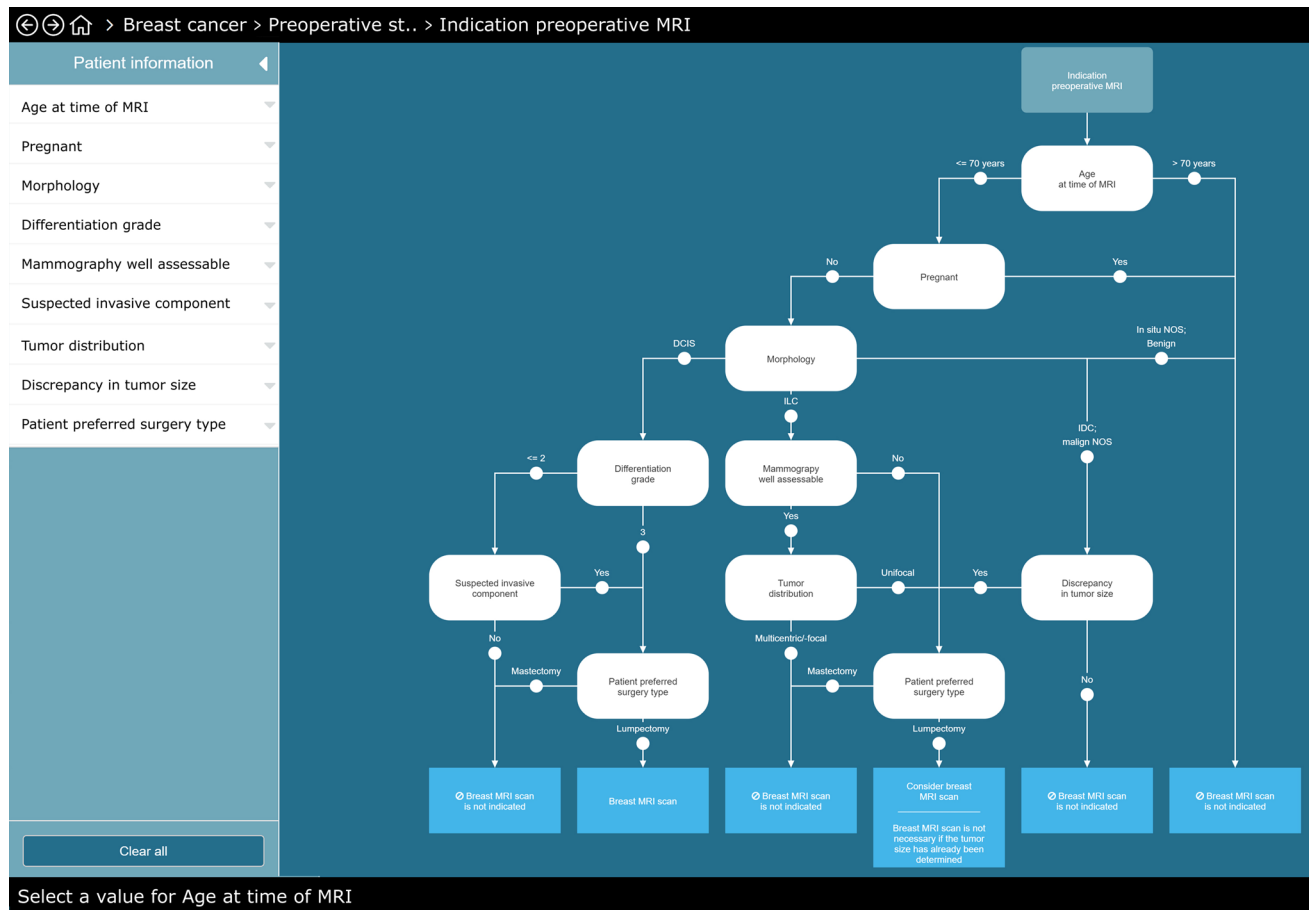 > Breast cancer > Preoperative st.. > Indication preoperative MRI
Patient information
Age at time of MRI
Pregnant
Morphology
Differentiation grade
Mammography well assessable
Suspected invasive component
Tumor distribution
Discrepancy in tumor size
Patient preferred surgery type
Clear all
Indication
preoperative MRI
<= 70 years
> 70 years
Age
at time of MRI
No
Yes
Pregnant
In situ NOS;
Benign
DCIS
Morphology
ILC
IDC;
malign NOS
<= 2
Differentiation
grade
Mammograpy
well assessable
No
3
Yes
Suspected invasive
component
Yes
Tumor
distribution
Unifocal
Yes
Discrepancy
in tumor size
No
Multicentric/-focal
Mastectomy
Patient preferred
surgery type
Mastectomy
Patient preferred
surgery type
No
Lumpectomy
Lumpectomy
Breast MRI scan
is not indicated
Breast MRI scan
Breast MRI scan
is not indicated
Consider breast
MRI scan
Breast MRI scan is not
necessary if the tumor
size has already been
determined
Breast MRI scan
is not indicated
Breast MRI scan
is not indicated
Select a value for Age at time of MRI